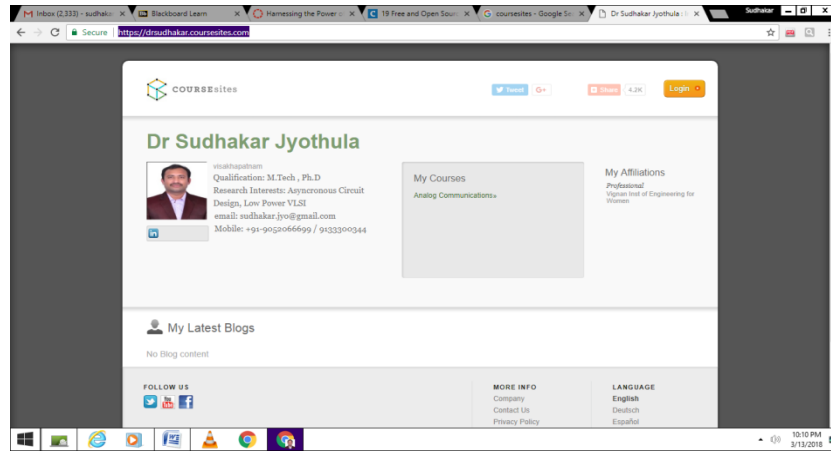 Inbox (2,333) - sudhakar
Blackboard Learn
Harnessing the Power
19 Free and Open Sour
coursesites - Google Se
Dr Sudhakar Jyothula
Sudhakar
Secure
https://drsudhakar.coursesites.com
COURSEsites
Tweet
G+
Share
4.2K
Login
Dr Sudhakar Jyothula
visakhapatnam
Qualification: M.Tech , Ph.D
Research Interests: Asyncronous Circuit
Design, Low Power VLSI
email: sudhakar.jyo@gmail.com
Mobile: +91-9052066699 / 9133300344
My Courses
Analog Communications»
My Affiliations
Professional
Vignan Inst of Engineering for
Women
My Latest Blogs
No Blog content
FOLLOW US
MORE INFO
Company
Contact Us
Privacy Policy
LANGUAGE
English
Deutsch
Español
10:10 PM
3/13/2018